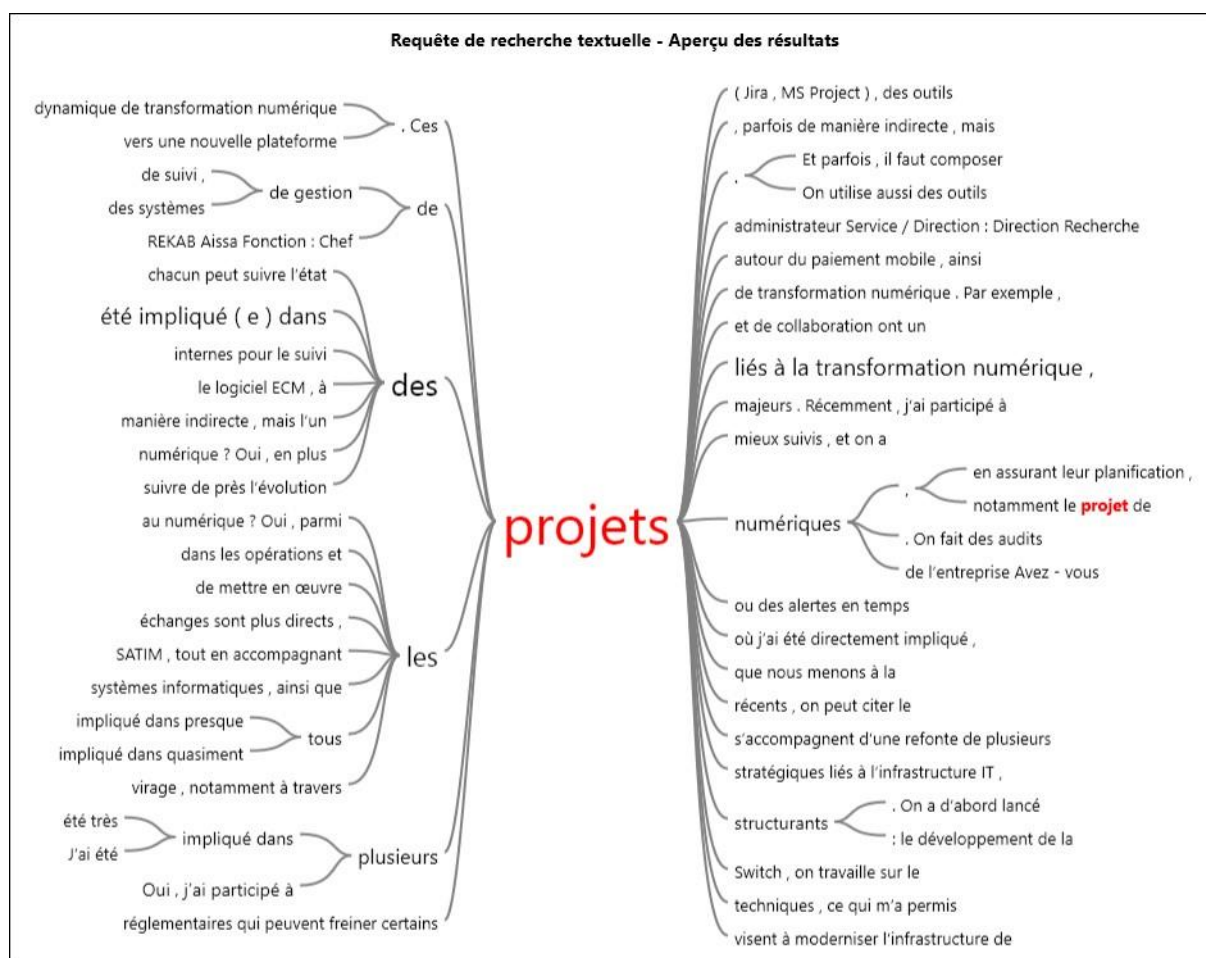 Requête de recherche textuelle - Aperçu des résultats
dynamique de transformation numérique
vers une nouvelle plateforme
. Ces
de suivi ,
des systèmes
de gestion
REKAB Aissa Fonction : Chef
de
chacun peut suivre l'état
été impliqué ( e ) dans
internes pour le suivi
le logiciel ECM , à
manière indirecte , mais l'un
numérique ? Oui , en plus
suivre de près l'évolution
des
au numérique ? Oui , parmi
dans les opérations et
de mettre en œuvre
échanges sont plus directs ,
SATIM , tout en accompagnant
systèmes informatiques , ainsi que
impliqué dans presque
impliqué dans quasiment
tous
virage , notamment à travers
les
été très
J'ai été
impliqué dans
Oui , j'ai participé à
plusieurs
réglementaires qui peuvent freiner certains
projets
( Jira , MS Project ) , des outils
, parfois de manière indirecte , mais
.
Et parfois , il faut composer
On utilise aussi des outils
administrateur Service / Direction : Direction Recherche
autour du paiement mobile , ainsi
de transformation numérique . Par exemple ,
et de collaboration ont un
liés à la transformation numérique ,
majeurs . Récemment , j'ai participé à
mieux suivis , et on a
numériques
,
en assurant leur planification ,
notamment le projet de
. On fait des audits
de l'entreprise Avez - vous
ou des alertes en temps
où j'ai été directement impliqué ,
que nous menons à la
récents , on peut citer le
s'accompagnent d'une refonte de plusieurs
stratégiques liés à l'infrastructure IT ,
structurants
. On a d'abord lancé
: le développement de la
Switch , on travaille sur le
techniques , ce qui m'a permis
visent à moderniser l'infrastructure de